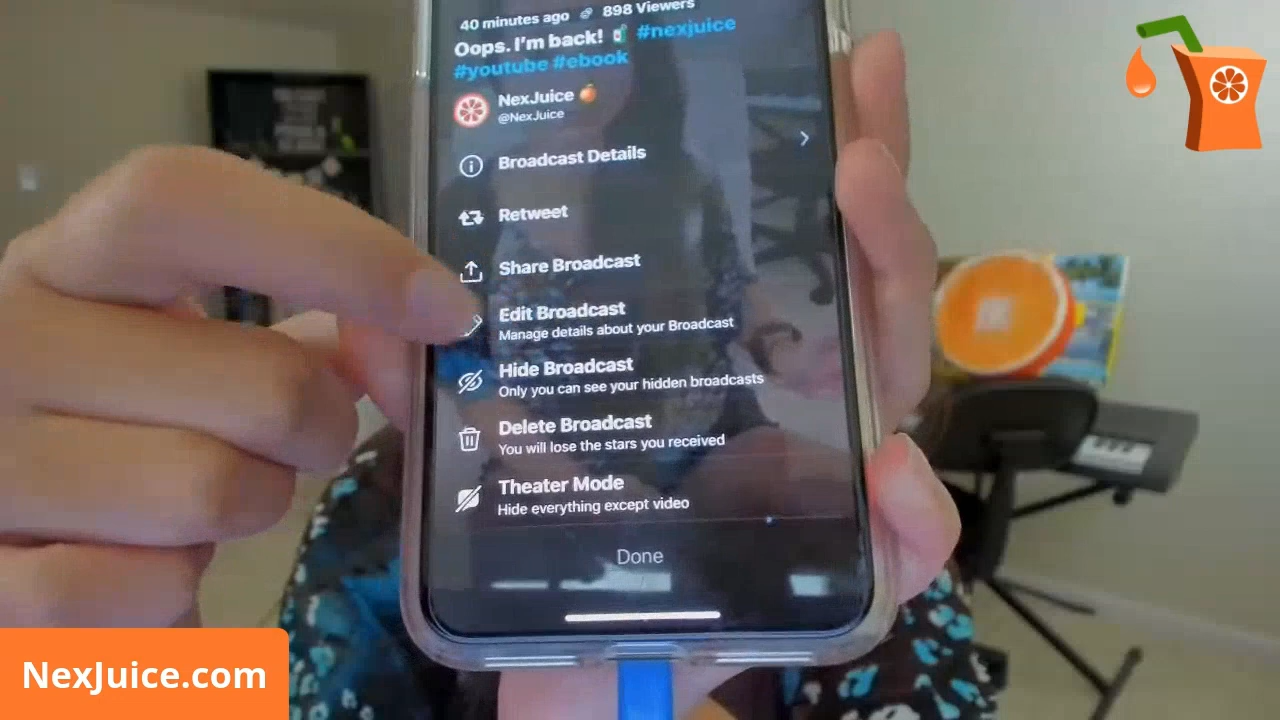 40 minutes ago 898 Viewers
Oops. I'm back! #nexjuice
#youtube #ebook
NexJuice
@NexJuice
Broadcast Details
Retweet
Share Broadcast
Edit Broadcast
Manage details about your Broadcast
Hide Broadcast
Only you can see your hidden broadcasts
Delete Broadcast
You will lose the stars you received
Theater Mode
Hide everything except video
Done
NexJuice.com